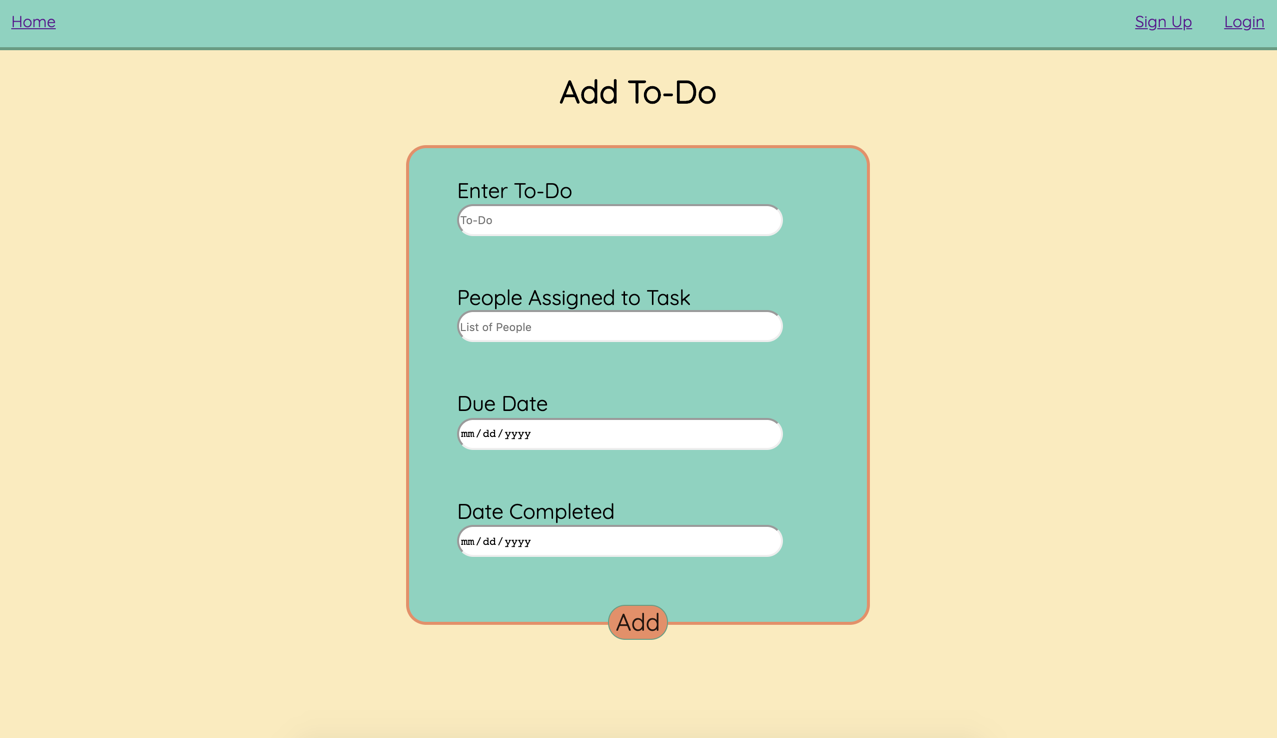 Home Sign Up Login
Add To-Do
Enter To-Do
To-Do
People Assigned to Task
List of People
Due Date
mm/dd/yyyy
Date Completed
mm/dd/yyyy
Add